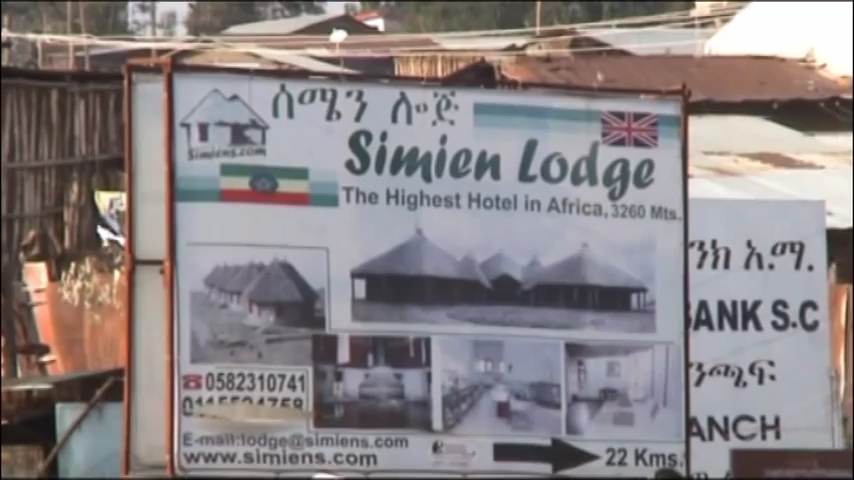 ሰሜን ሎጅ
Simiens.com
Simien Lodge
The Highest Hotel in Africa, 3260 Mts.
0582310741
E-mail:lodge@simiens.com
www.simiens.com
22 Kms.
ንክ አ.ማ.
BANK S.C
ANCH